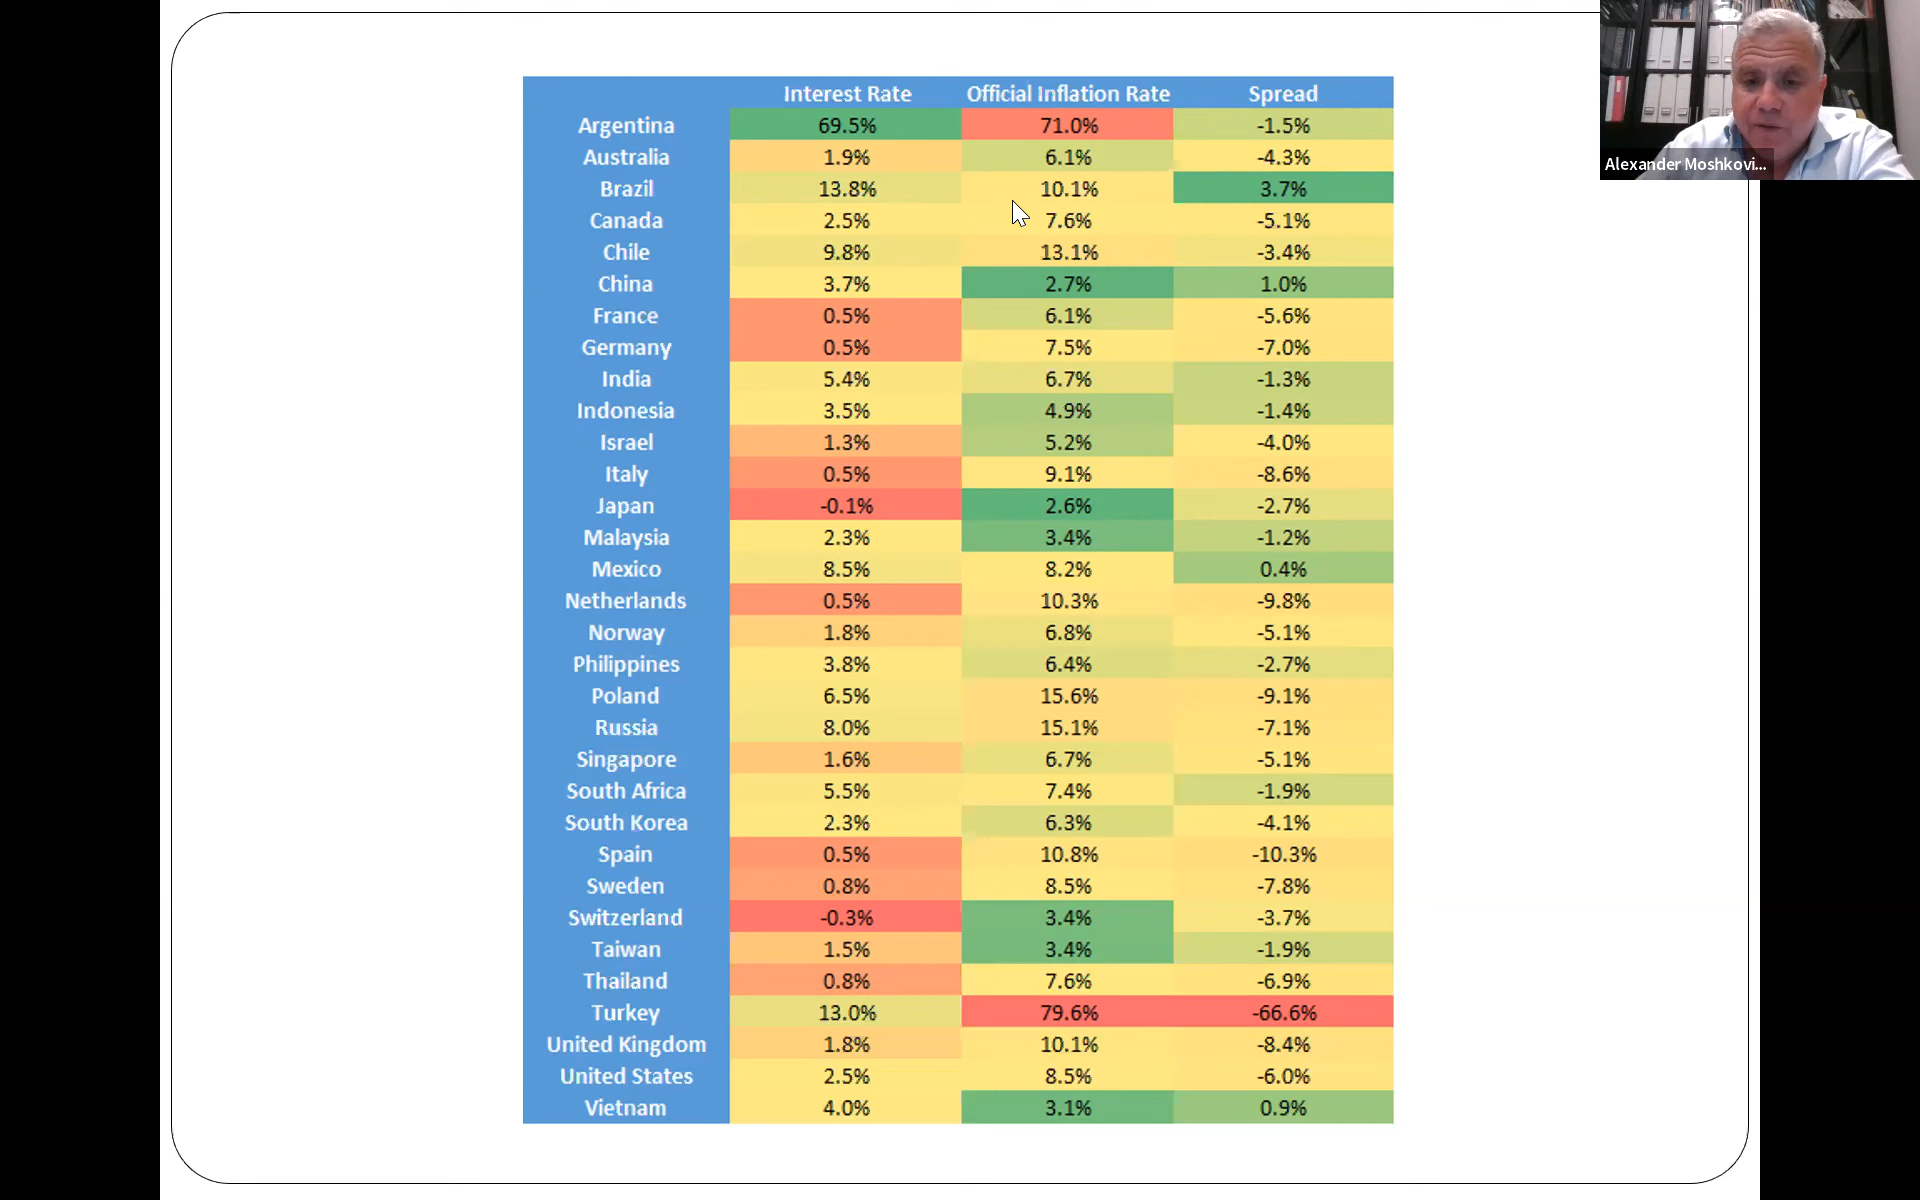 Interest Rate Official Inflation Rate Spread
Argentina 69.5% 71.0% -1.5%
Australia 1.9% 6.1% -4.3%
Brazil 13.8% 10.1% 3.7%
Canada 2.5% 7.6% -5.1%
Chile 9.8% 13.1% -3.4%
China 3.7% 2.7% 1.0%
France 0.5% 6.1% -5.6%
Germany 0.5% 7.5% -7.0%
India 5.4% 6.7% -1.3%
Indonesia 3.5% 4.9% -1.4%
Israel 1.3% 5.2% -4.0%
Italy 0.5% 9.1% -8.6%
Japan -0.1% 2.6% -2.7%
Malaysia 2.3% 3.4% -1.2%
Mexico 8.5% 8.2% 0.4%
Netherlands 0.5% 10.3% -9.8%
Norway 1.8% 6.8% -5.1%
Philippines 3.8% 6.4% -2.7%
Poland 6.5% 15.6% -9.1%
Russia 8.0% 15.1% -7.1%
Singapore 1.6% 6.7% -5.1%
South Africa 5.5% 7.4% -1.9%
South Korea 2.3% 6.3% -4.1%
Spain 0.5% 10.8% -10.3%
Sweden 0.8% 8.5% -7.8%
Switzerland -0.3% 3.4% -3.7%
Taiwan 1.5% 3.4% -1.9%
Thailand 0.8% 7.6% -6.9%
Turkey 13.0% 79.6% -66.6%
United Kingdom 1.8% 10.1% -8.4%
United States 2.5% 8.5% -6.0%
Vietnam 4.0% 3.1% 0.9%
Alexander Moshkovi...